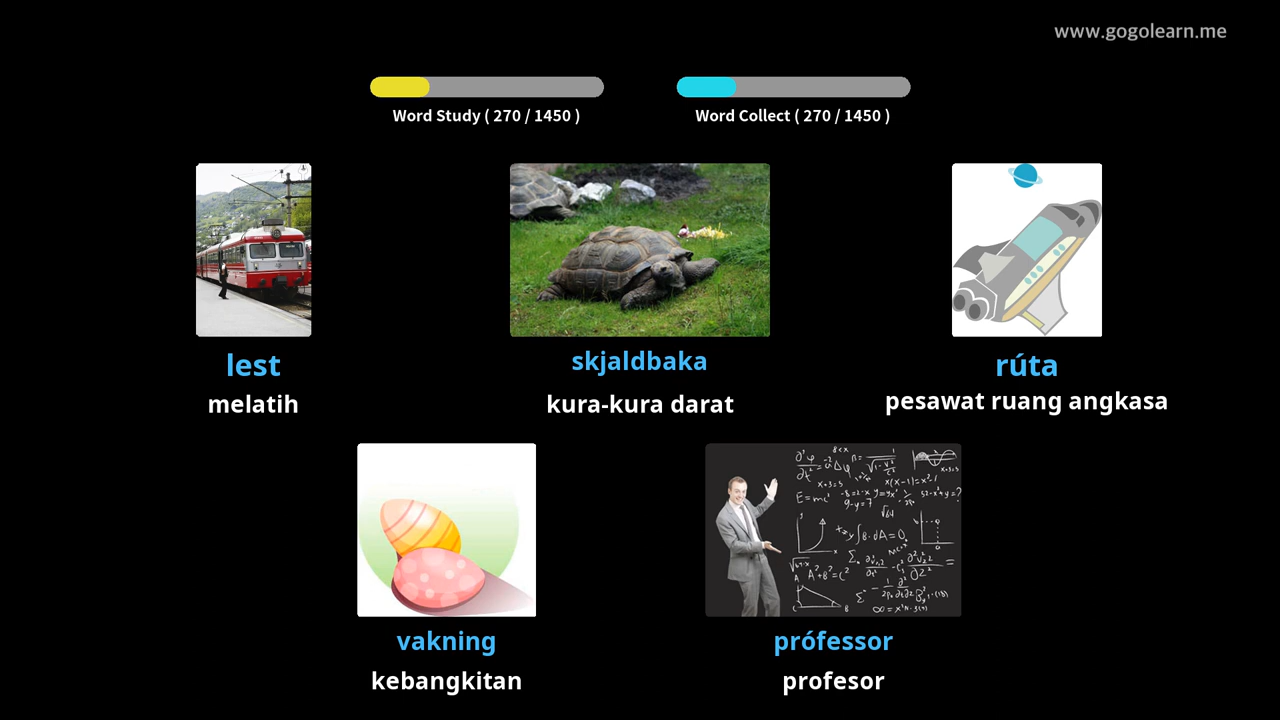 www.gogolearn.me
Word Study ( 270 / 1450 )
Word Collect ( 270 / 1450 )
lest
skjaldbaka
rúta
melatih
kura-kura darat
pesawat ruang angkasa
vakning
prófessor
kebangkitan
profesor